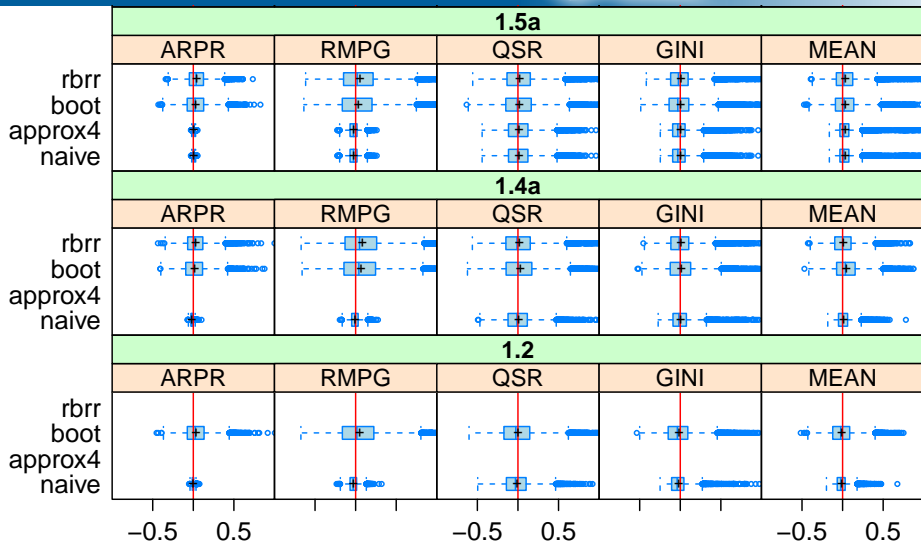 1.5a
ARPR RMPG QSR GINI MEAN
rbrr
boot
approx4
naive
1.4a
ARPR RMPG QSR GINI MEAN
rbrr
boot
approx4
naive
1.2
ARPR RMPG QSR GINI MEAN
rbrr
boot
approx4
naive
−0.5 0.5 −0.5 0.5 −0.5 0.5